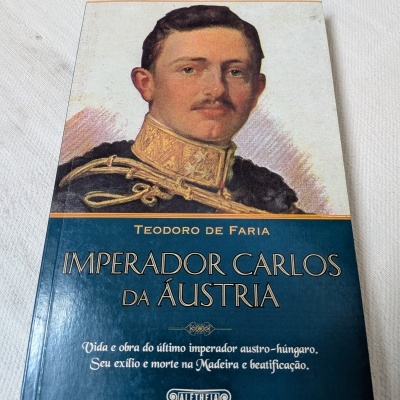 TEODORO DE FARIA
IMPERADOR CARLOS
DA ÁUSTRIA
Vida e obra do último imperador austro-húngaro.
Seu exílio e morte na Madeira e beatificação.
ALETHEIA